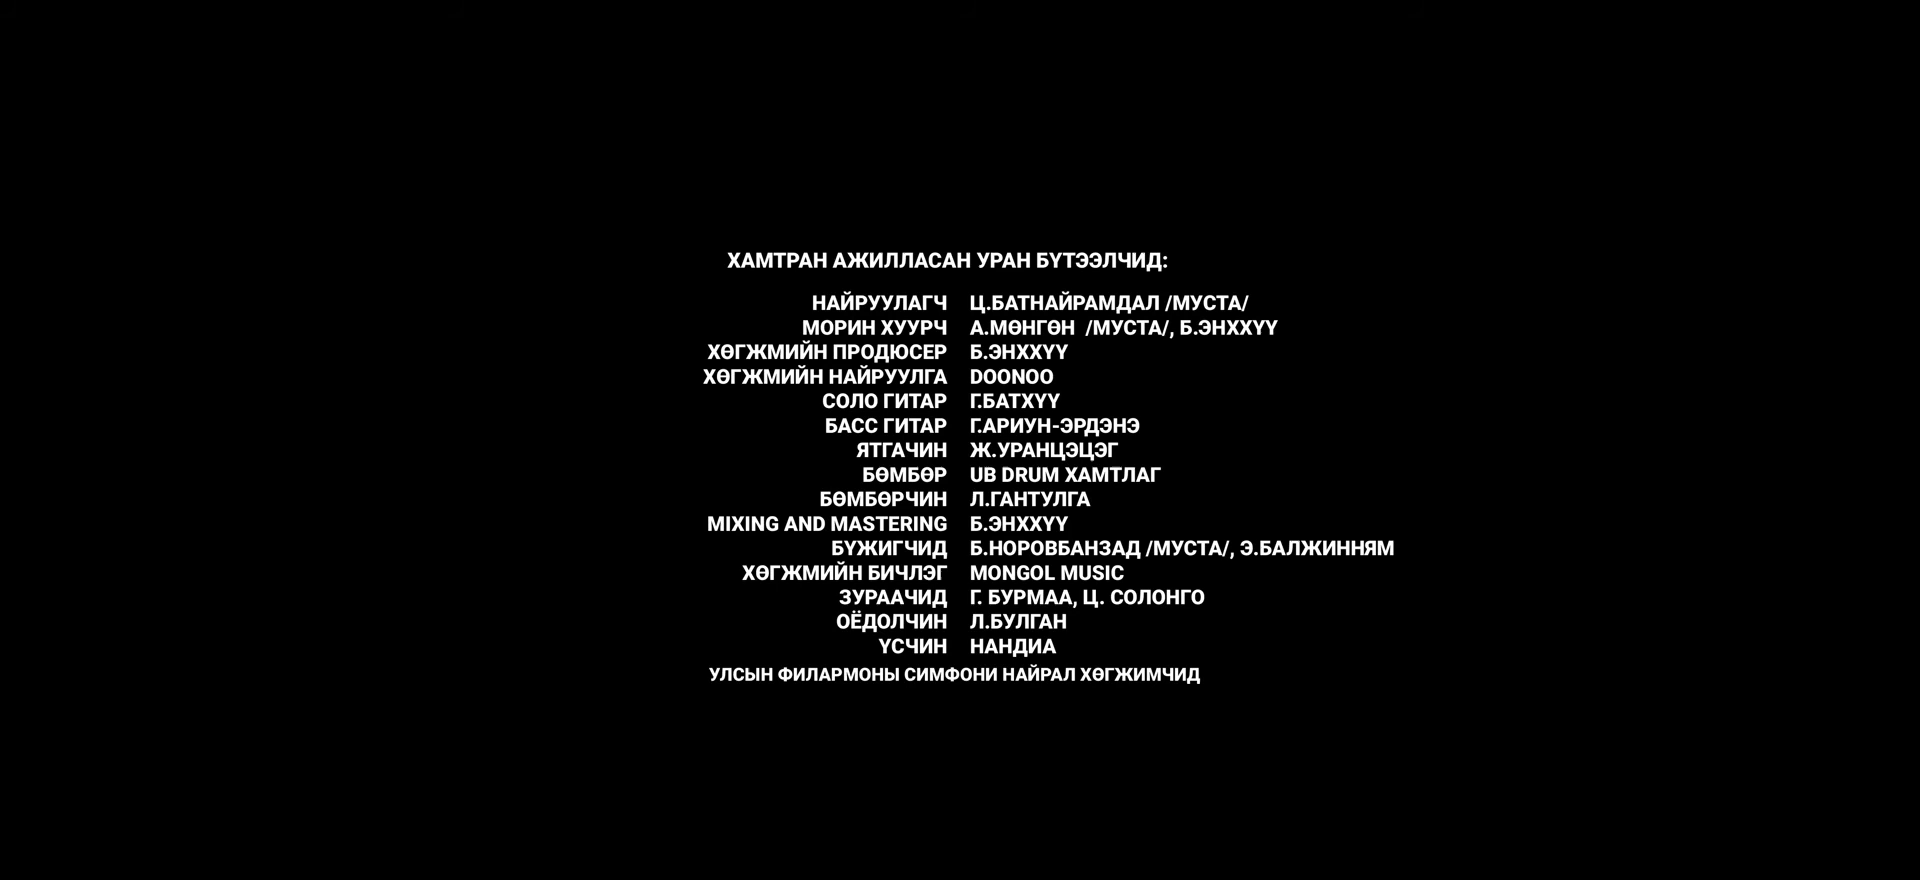 ХАМТРАН АЖИЛЛАСАН УРАН БҮТЭЭЛЧИД:
НАЙРУУЛАГЧ Ц.БАТНАЙРАМДАЛ /МУСТА/
МОРИН ХУУРЧ А.МӨНГӨН /МУСТА/, Б.ЭНХХҮҮ
ХӨГЖМИЙН ПРОДЮСЕР Б.ЭНХХҮҮ
ХӨГЖМИЙН НАЙРУУЛГА DOONOO
СОЛО ГИТАР Г.БАТХҮҮ
БАСС ГИТАР Г.АРИУН-ЭРДЭНЭ
ЯТГАЧИН Ж.УРАНЦЭЦЭГ
БӨМБӨР UB DRUM ХАМТЛАГ
БӨМБӨРЧИН Л.ГАНТУЛГА
MIXING AND MASTERING Б.ЭНХХҮҮ
БҮЖИГЧИД Б.НОРОВБАНЗАД /МУСТА/, Э.БАЛЖИННЯМ
ХӨГЖМИЙН БИЧЛЭГ MONGOL MUSIC
ЗУРААЧИД Г. БУРМАА, Ц. СОЛОНГО
ОЁДОЛЧИН Л.БУЛГАН
ҮСЧИН НАНДИА
УЛСЫН ФИЛАРМОНЫ СИМФОНИ НАЙРАЛ ХӨГЖИМЧИД